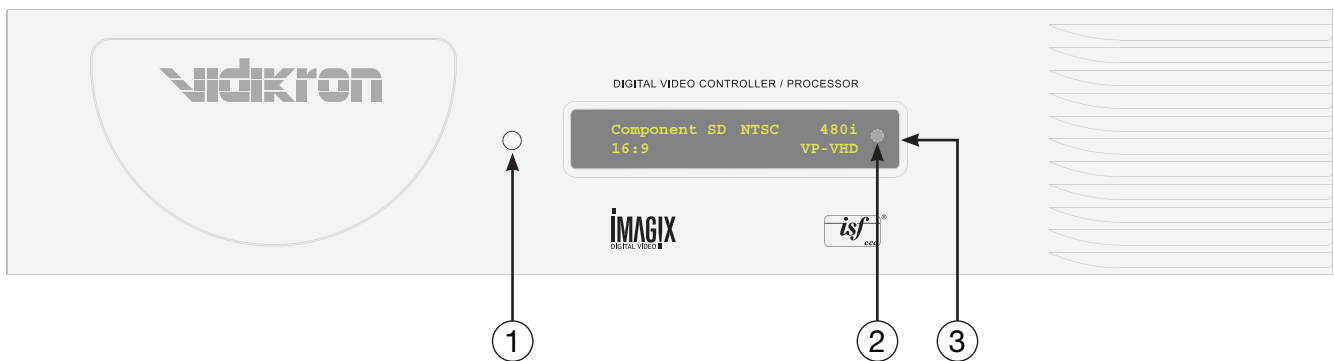 vidikron
DIGITAL VIDEO CONTROLLER / PROCESSOR
Component SD NTSC 480i
16:9 VP-VHD
iMAGIX
DIGITAL VIDEO
isf®
ccc
1 2 3